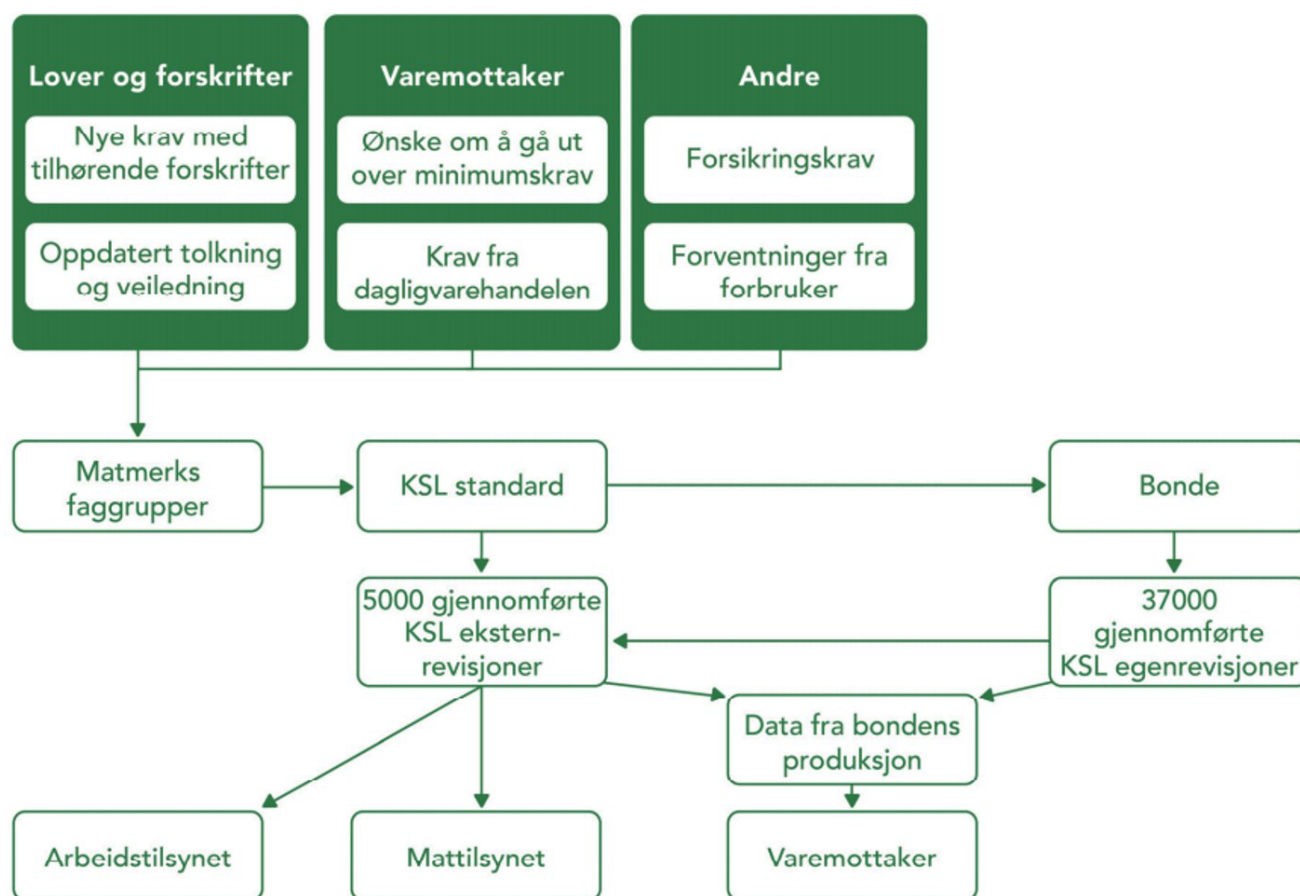 Lover og forskrifter
Nye krav med
tilhørende forskrifter
Oppdatert tolkning
og veiledning
Varemottaker
Ønske om å gå ut
over minimumskrav
Krav fra
dagligvarehandelen
Andre
Forsikringskrav
Forventninger fra
forbruker
Matmerks
faggrupper
KSL standard
Bonde
5000 gjennomførte
KSL ekstern-
revisjoner
37000
gjennomførte
KSL egenrevisjoner
Data fra bondens
produksjon
Arbeidstilsynet
Mattilsynet
Varemottaker